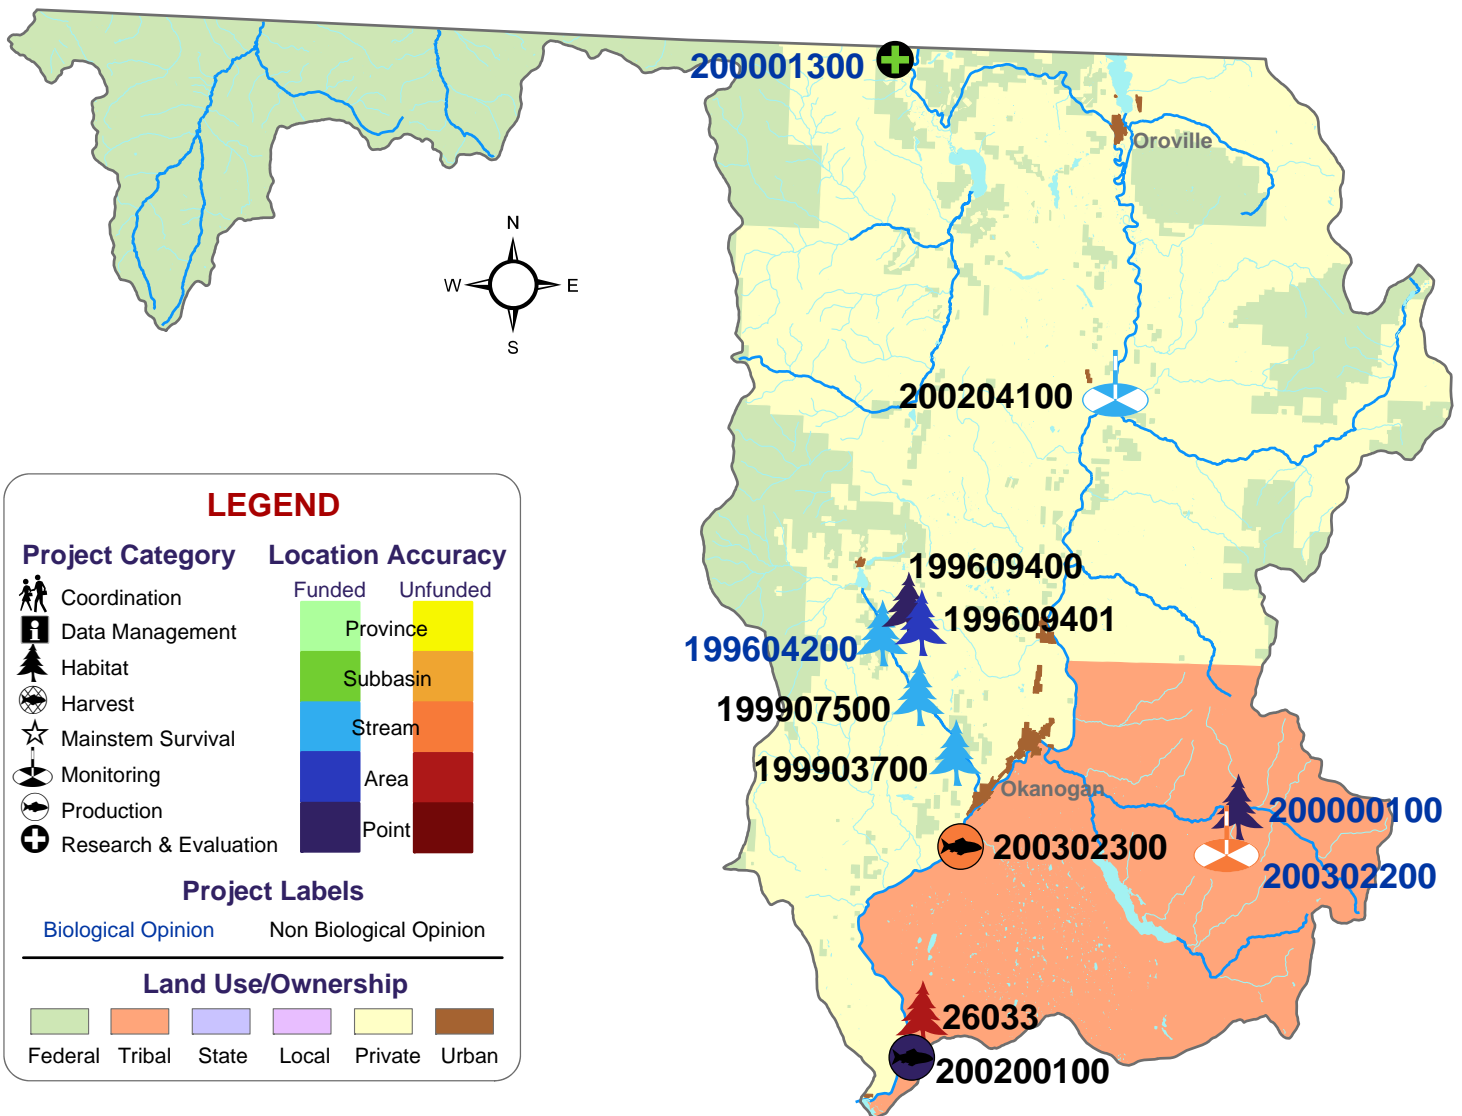 200001300
Oroville
N
W E
S
200204100
199609400
199609401
199604200
199907500
199903700
Okanogan
200000100
200302300
200302200
26033
200200100
LEGEND
Project Category Location Accuracy
Funded Unfunded
Coordination
Data Management
Habitat
Harvest
Mainstem Survival
Monitoring
Production
Research & Evaluation
Province
Subbasin
Stream
Area
Point
Project Labels
Biological Opinion Non Biological Opinion
Land Use/Ownership
Federal Tribal State Local Private Urban